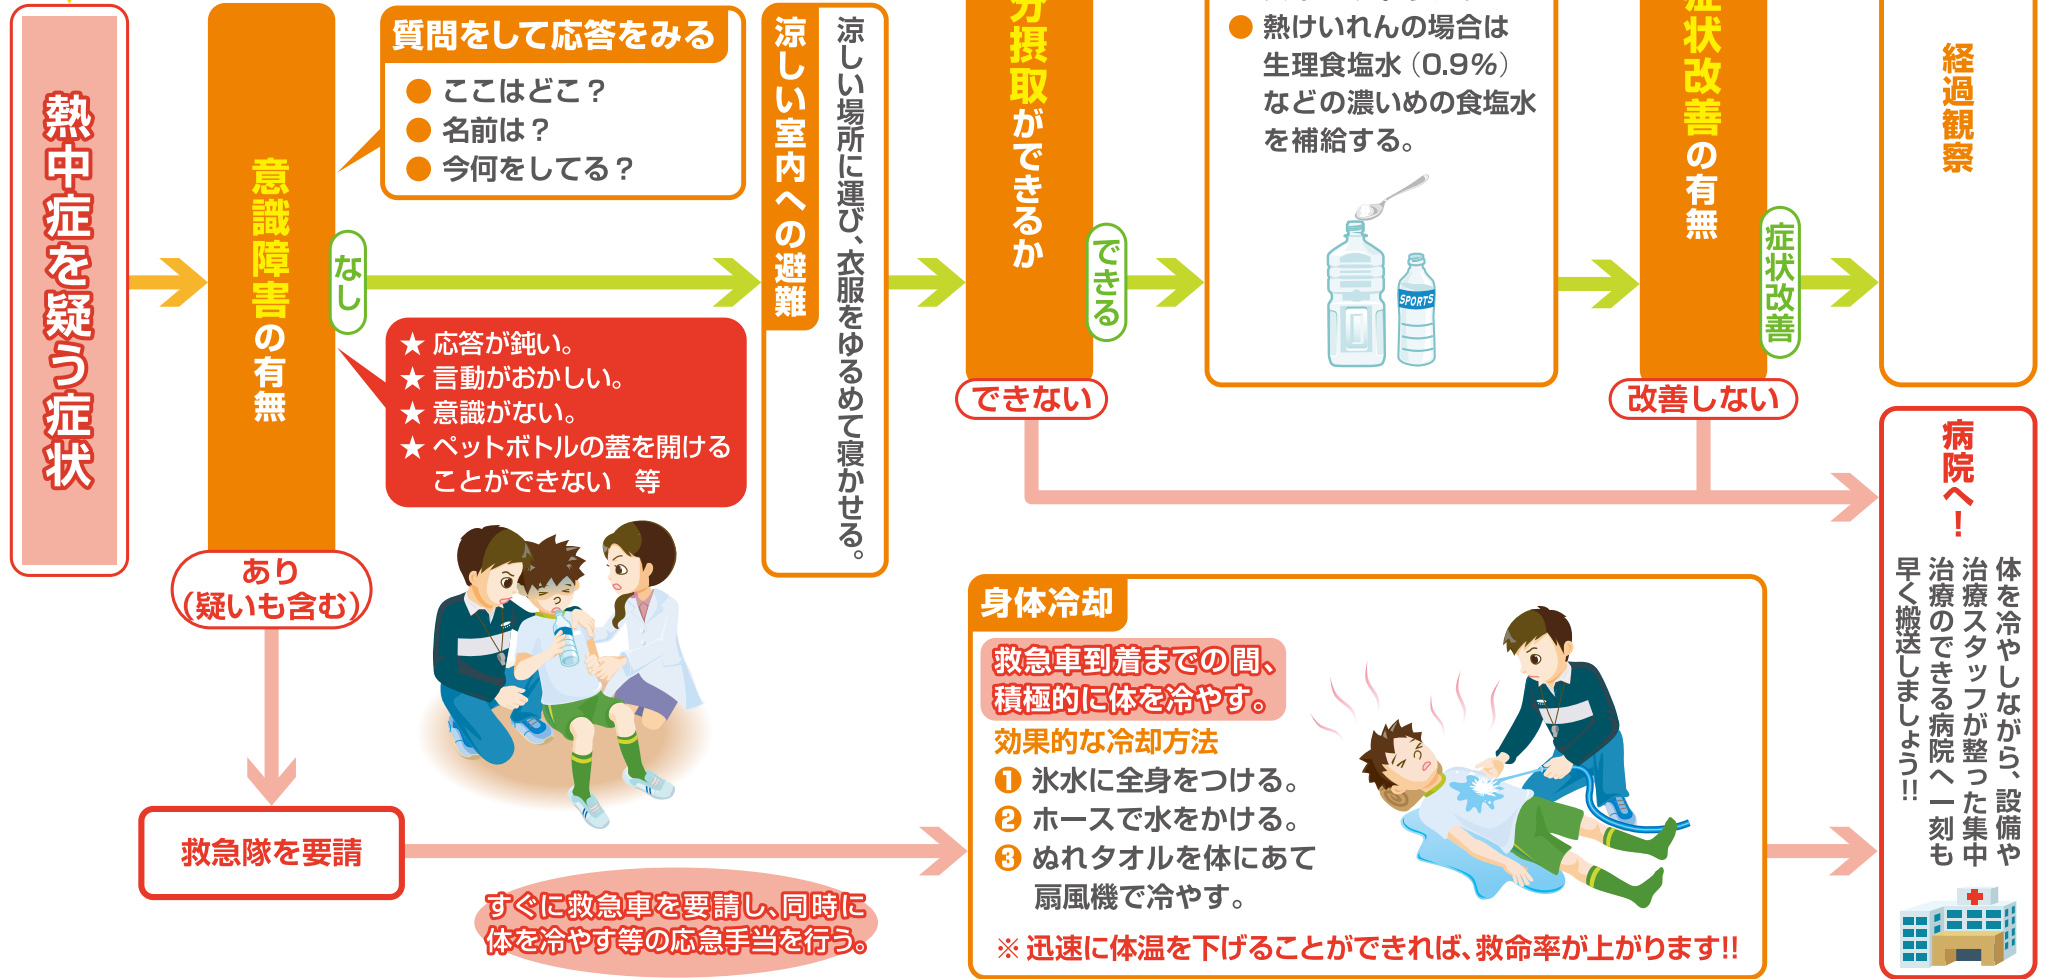 熱中症を疑う症状
意識障害の有無
質問をして応答をみる
● ここはどこ？
● 名前は？
● 今何をしてる？
なし
★ 応答が鈍い。
★ 言動がおかしい。
★ 意識がない。
★ ペットボトルの蓋を開ける
ことができない　等
あり
（疑いも含む）
救急隊を要請
すぐに救急車を要請し、同時に
体を冷やす等の応急手当を行う。
涼しい室内への避難
涼しい場所に運び、衣服をゆるめて寝かせる。
分摂取ができるか
できる
できない
● 熱けいれんの場合は
生理食塩水（0.9％）
などの濃いめの食塩水
を補給する。
SPORTS
症状改善の有無
症状改善
改善しない
経過観察
身体冷却
救急車到着までの間、
積極的に体を冷やす。
効果的な冷却方法
❶ 氷水に全身をつける。
❷ ホースで水をかける。
❸ ぬれタオルを体にあて
扇風機で冷やす。
※ 迅速に体温を下げることができれば、救命率が上がります!!
病院へ！
体を冷やしながら、設備や
治療スタッフが整った集中
治療のできる病院へ一刻も
早く搬送しましょう!!